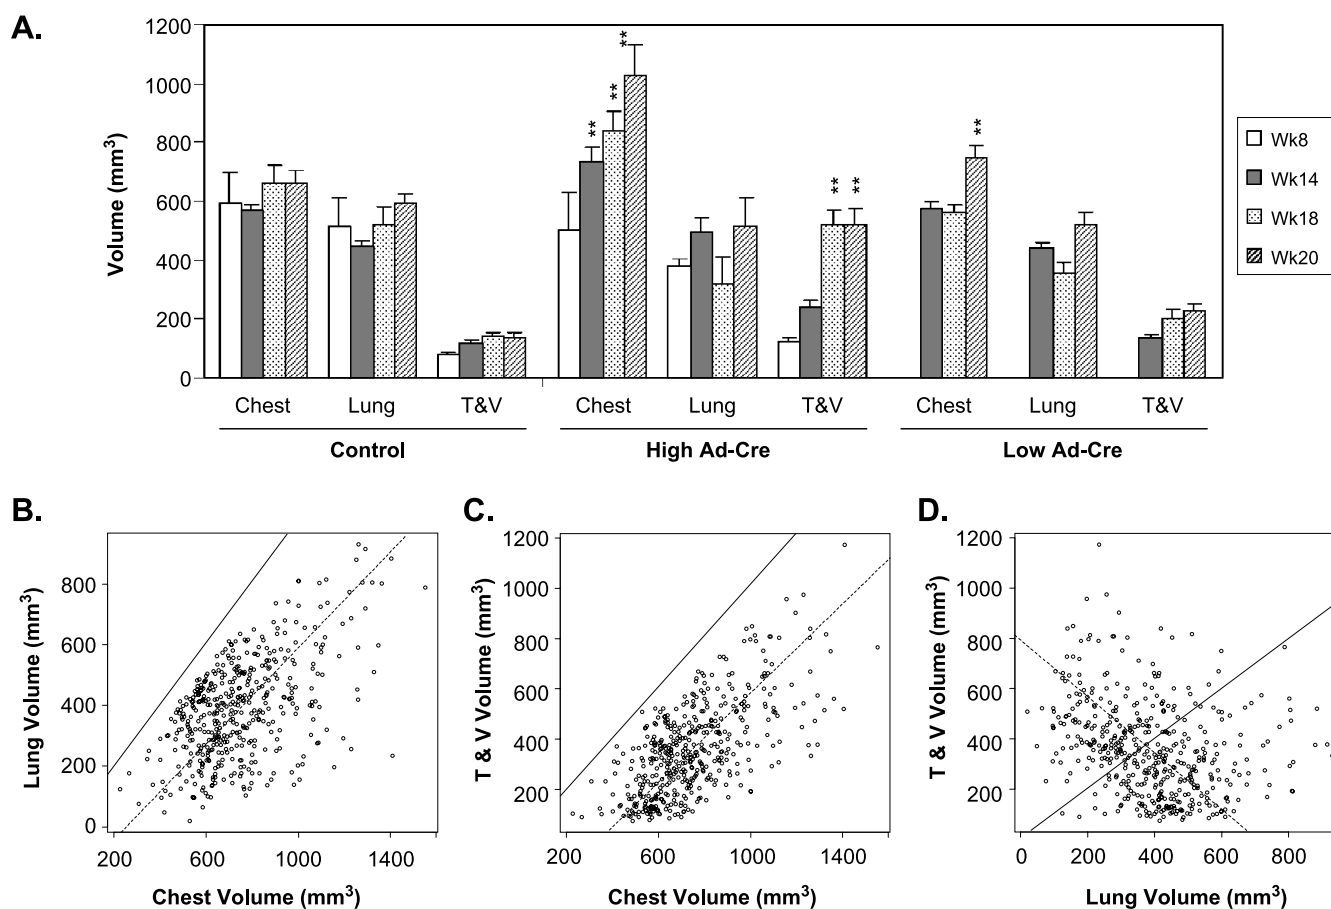 A.
Volume (mm³)
1200
1000
800
600
400
200
0
** ** **
** **
**
Wk8
Wk14
Wk18
Wk20
Chest Lung T&V Chest Lung T&V Chest Lung T&V
Control High Ad-Cre Low Ad-Cre
B.
Lung Volume (mm³)
800
600
400
200
0
200 600 1000 1400
Chest Volume (mm³)
C.
T & V Volume (mm³)
1200
1000
800
600
400
200
200 600 1000 1400
Chest Volume (mm³)
D.
T & V Volume (mm³)
1200
1000
800
600
400
200
0 200 400 600 800
Lung Volume (mm³)